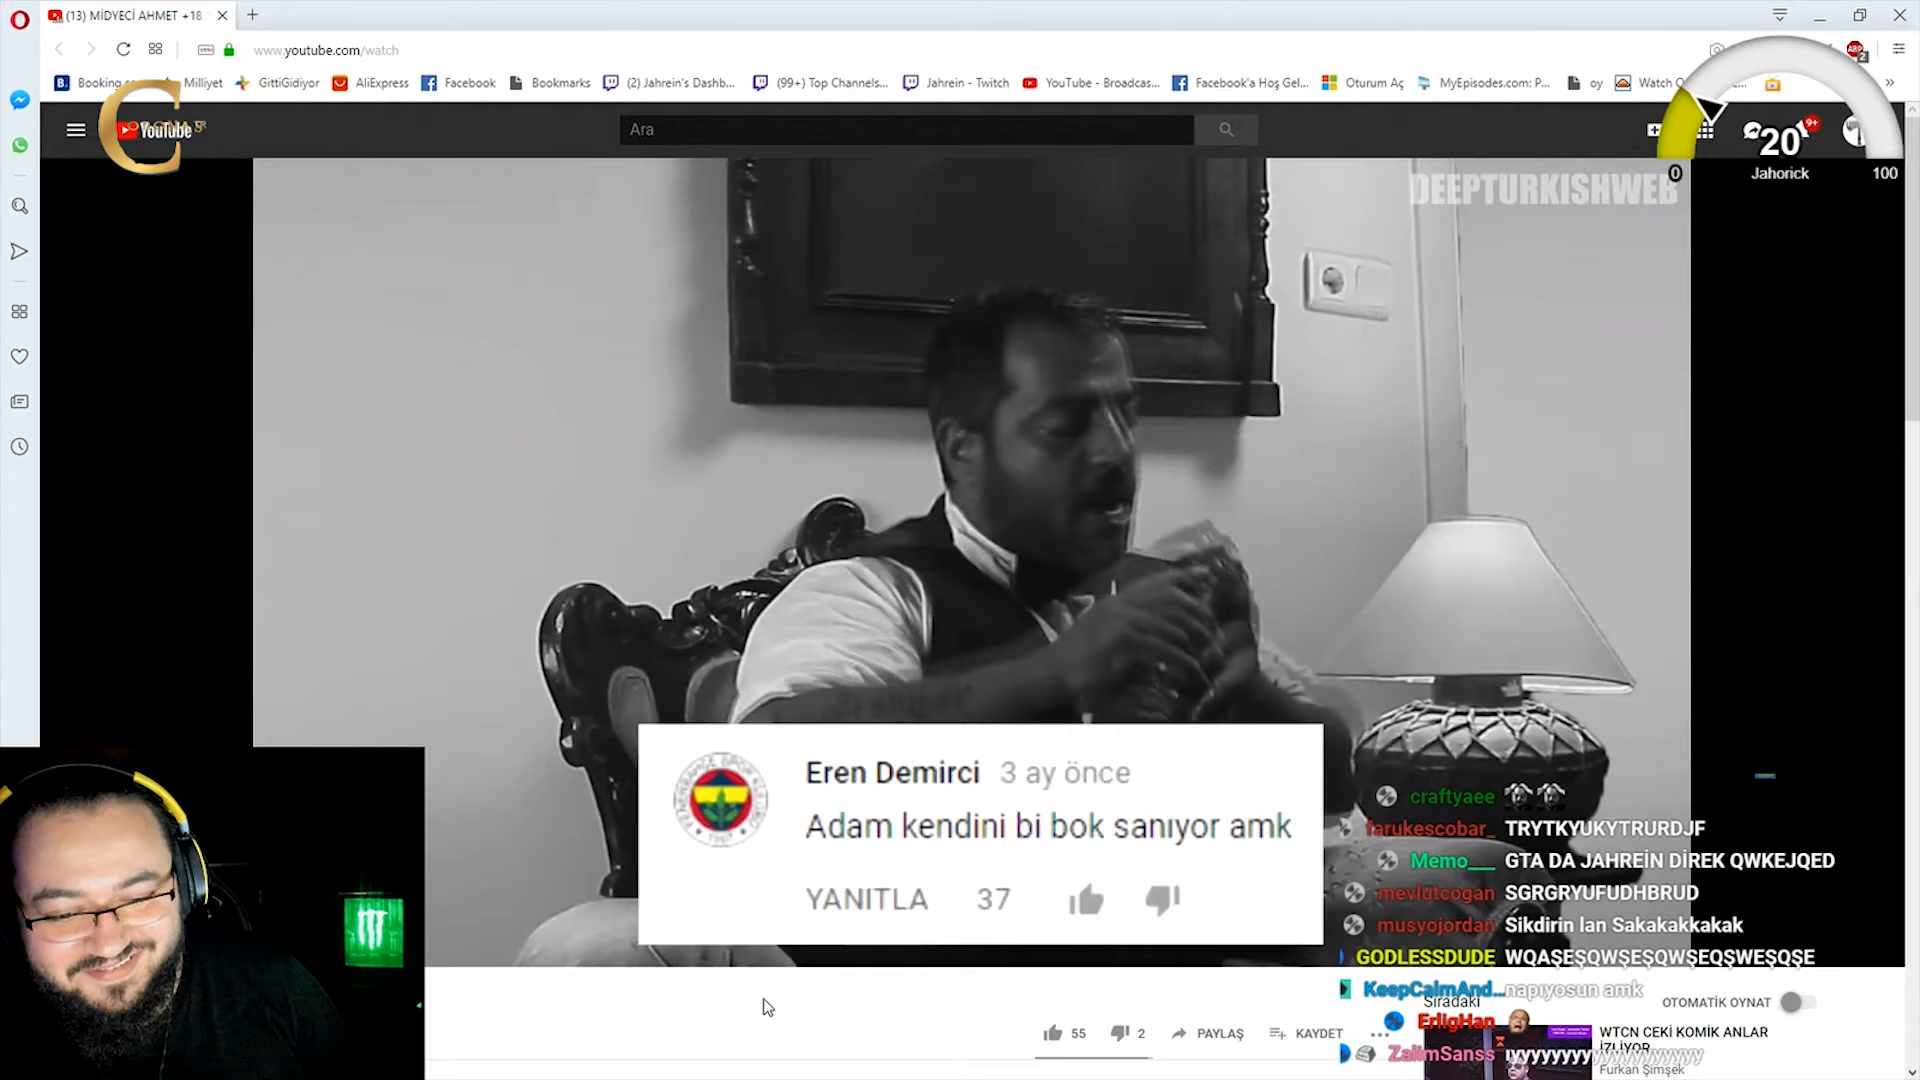 (13) MİDYECİ AHMET +18
www.youtube.com/watch
Milliyet
GittiGidiyor
AliExpress
Facebook
Bookmarks
(2) Jahrein's Dashb...
(99+) Top Channels...
Jahrein - Twitch
YouTube - Broadcas...
Facebook'a Hoş Gel...
Oturum Aç
MyEpisodes.com: P...
oy
YouTube TR
Ara
9+
20
0
Jahorick
100
DEEPTURKISHWEB
Eren Demirci 3 ay önce
Adam kendini bi bok sanıyor amk
YANITLA 37
craftyaee
farukescobar_ TRYTKYUKYTRURDJF
Memo___ GTA DA JAHREİN DİREK QWKEJQED
mevlutcogan SGRGRYUFUDHBRUD
musyojordan Sikdirin lan Sakakakkakak
GODLESSDUDE WQAŞEŞQWŞEŞQWŞEQŞWEŞQŞE
KeepCalmAnd... napıyosun amk
Sıradaki
OTOMATİK OYNAT
ErligHan
ZalimSanss
55
2
PAYLAŞ
KAYDET
WTCN CEKİ KOMİK ANLAR
İZLİYOR
Furkan Şimşek